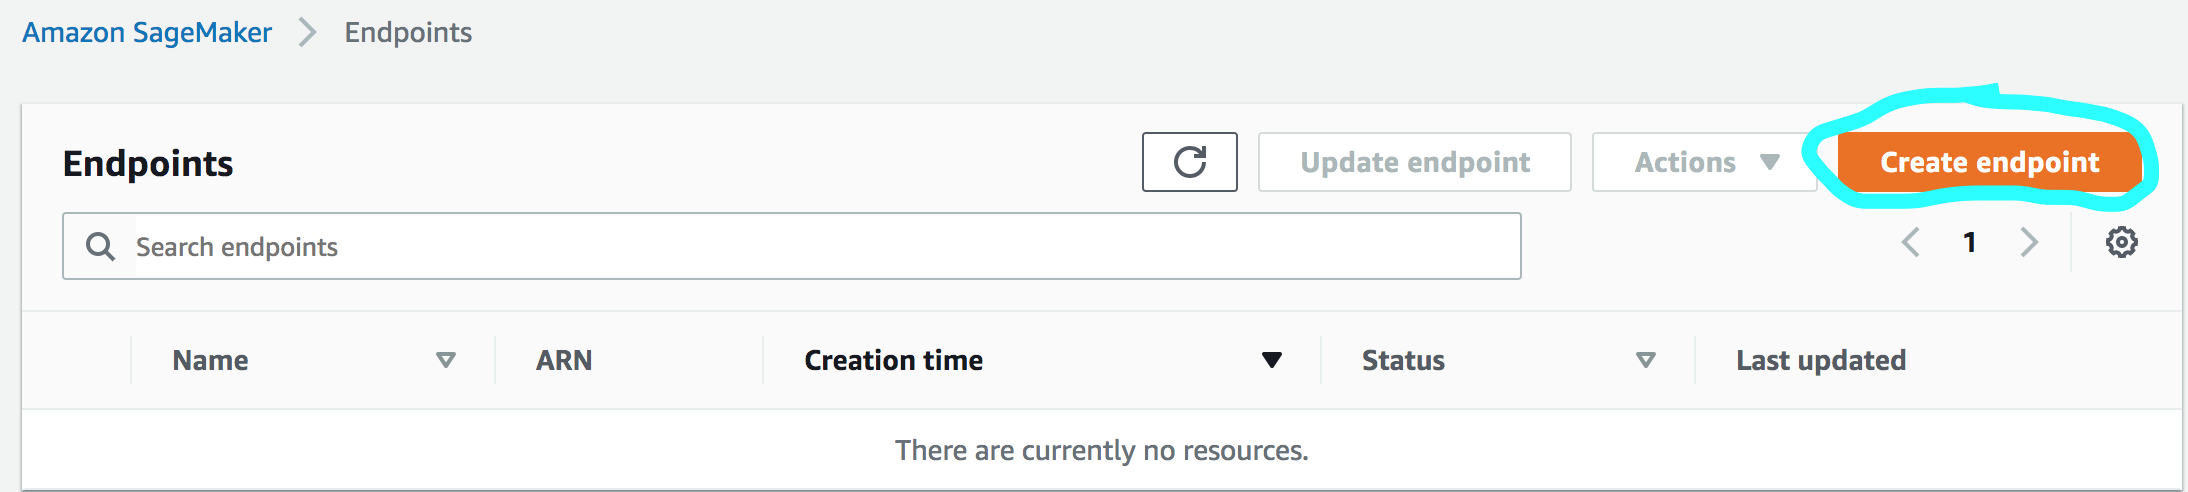 Amazon SageMaker > Endpoints
Endpoints
Update endpoint
Actions
Create endpoint
Search endpoints
1
Name ARN Creation time Status Last updated
There are currently no resources.